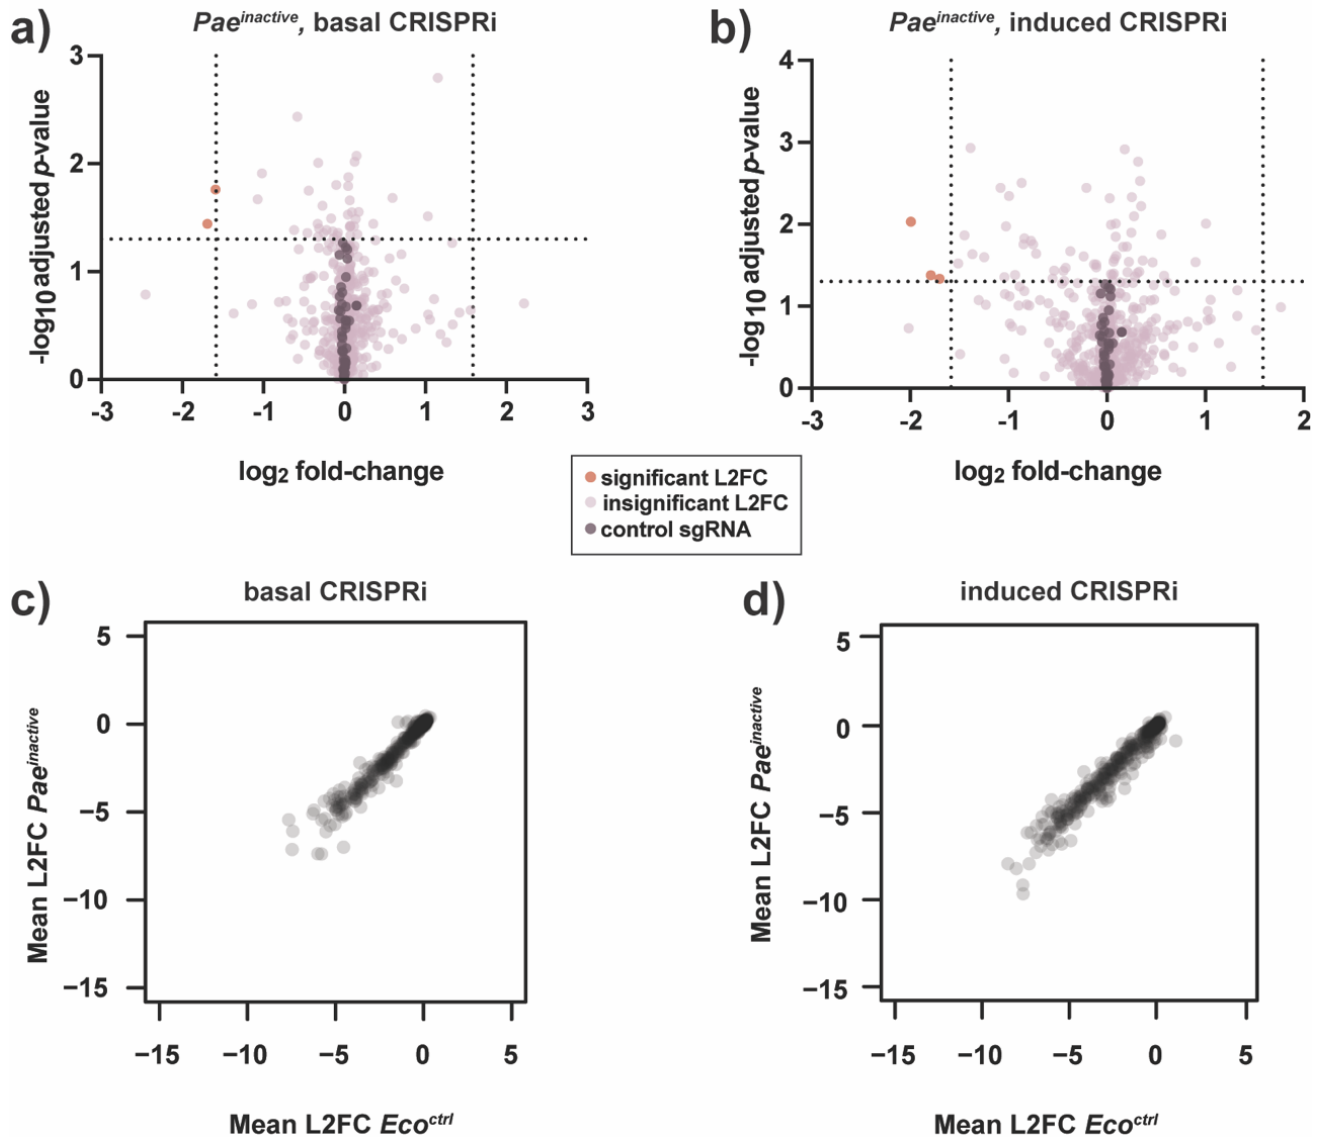 a)
Pae^inactive, basal CRISPRi
-log10 adjusted p-value
3
2
1
0
-3 -2 -1 0 1 2 3
log2 fold-change
b)
Pae^inactive, induced CRISPRi
-log10 adjusted p-value
4
3
2
1
0
-3 -2 -1 0 1 2
log2 fold-change
significant L2FC
insignificant L2FC
control sgRNA
c)
basal CRISPRi
Mean L2FC Pae^inactive
5
0
−5
−10
−15
−15 −10 −5 0 5
Mean L2FC Eco^ctrl
d)
induced CRISPRi
Mean L2FC Pae^inactive
5
0
−5
−10
−15
−15 −10 −5 0 5
Mean L2FC Eco^ctrl